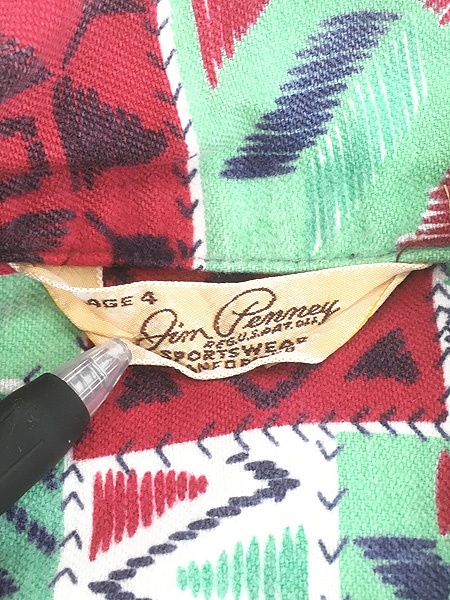 AGE 4
Jim Penney
REG.U.S.PAT.OFF.
SPORTSWEAR